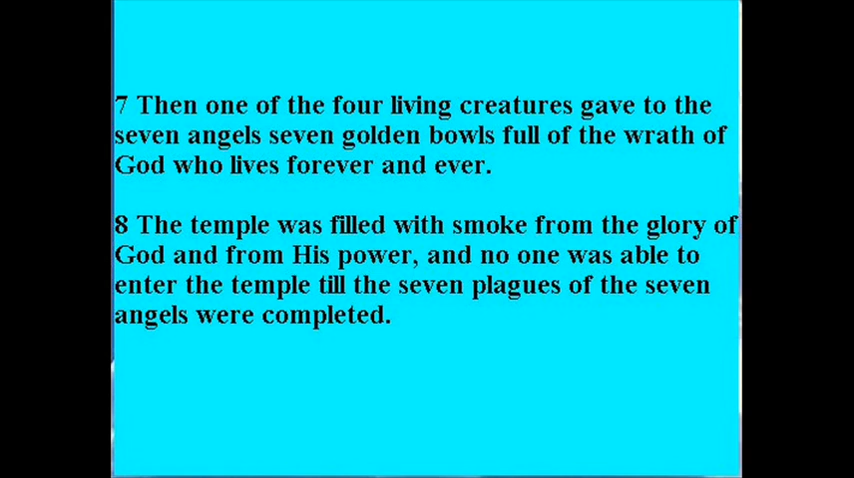 7 Then one of the four living creatures gave to the
seven angels seven golden bowls full of the wrath of
God who lives forever and ever.
8 The temple was filled with smoke from the glory of
God and from His power, and no one was able to
enter the temple till the seven plagues of the seven
angels were completed.